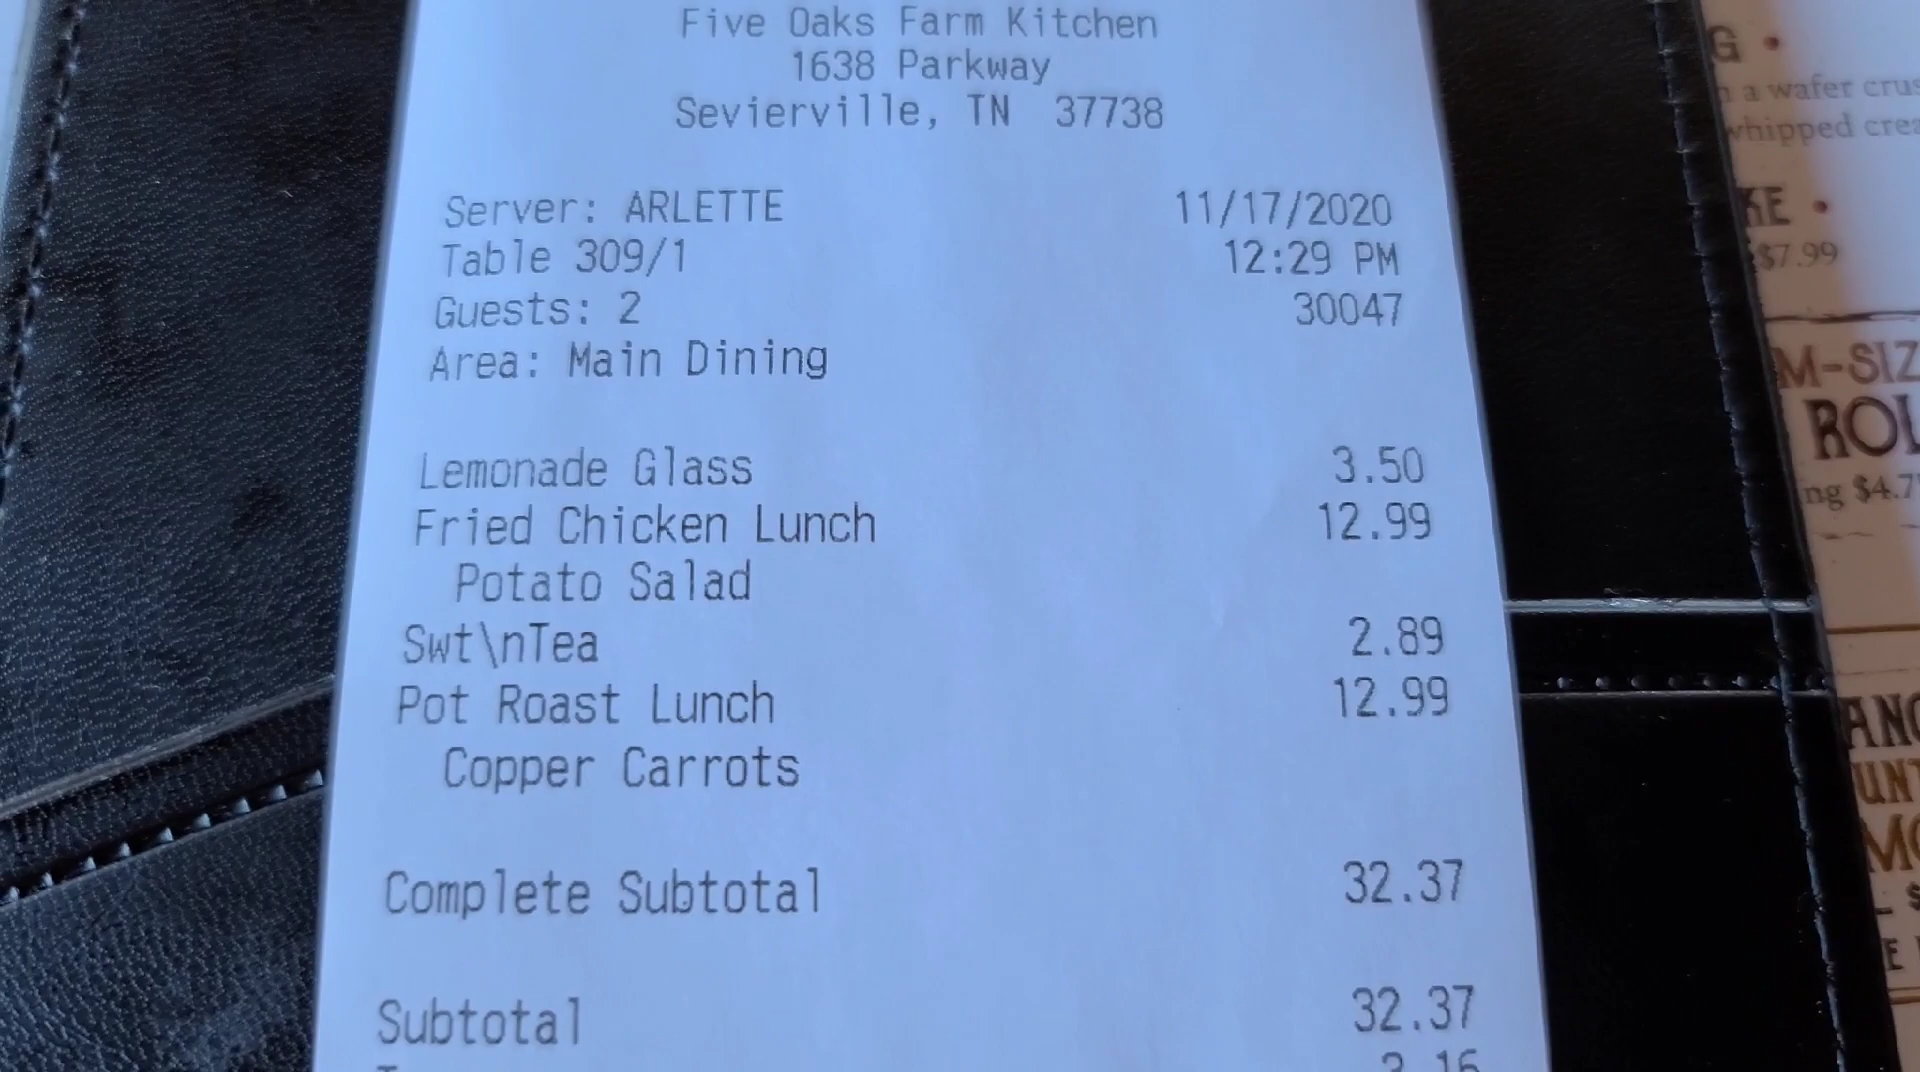 Five Oaks Farm Kitchen
1638 Parkway
Sevierville, TN 37738
Server: ARLETTE 11/17/2020
Table 309/1 12:29 PM
Guests: 2 30047
Area: Main Dining
Lemonade Glass 3.50
Fried Chicken Lunch 12.99
Potato Salad
Swt\nTea 2.89
Pot Roast Lunch 12.99
Copper Carrots
Complete Subtotal 32.37
Subtotal 32.37
3.16
G •
a wafer
whipped
•
$7.99
$